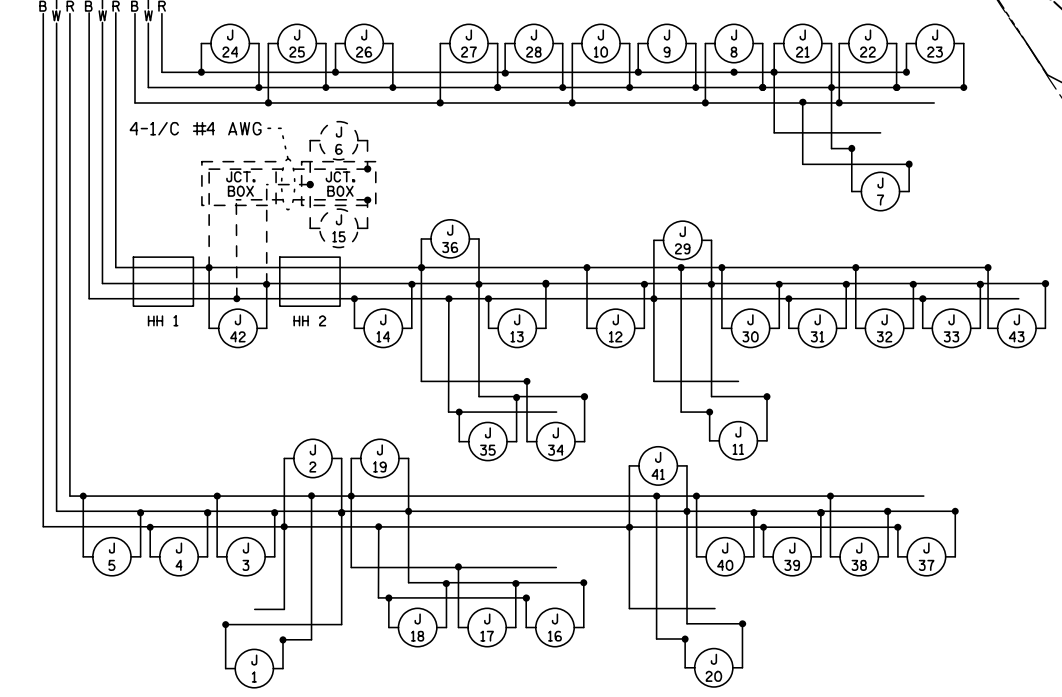 B W R B W R B W R
J 24 J 25 J 26 J 27 J 28 J 10 J 9 J 8 J 21 J 22 J 23
4-1/C #4 AWG
J 6
JCT. BOX JCT. BOX
J 15
J 7
J 36 J 29
HH 1 HH 2
J 42 J 14 J 13 J 12 J 30 J 31 J 32 J 33 J 43
J 35 J 34 J 11
J 2 J 19 J 41
J 5 J 4 J 3 J 40 J 39 J 38 J 37
J 18 J 17 J 16
J 1 J 20